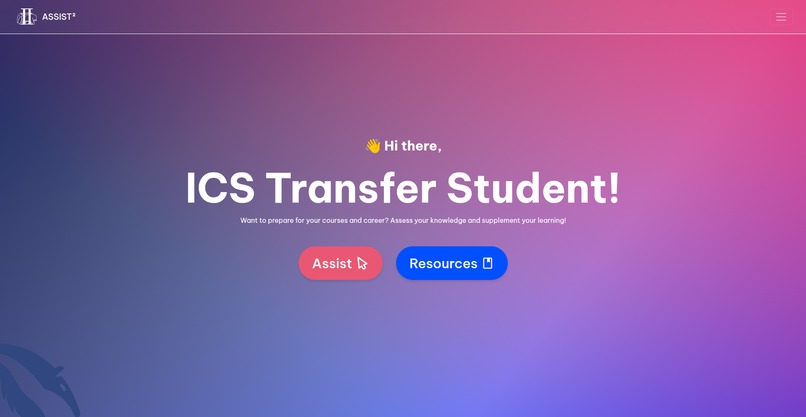 ASSIST²
👋 Hi there,
ICS Transfer Student!
Want to prepare for your courses and career? Assess your knowledge and supplement your learning!
Assist
Resources